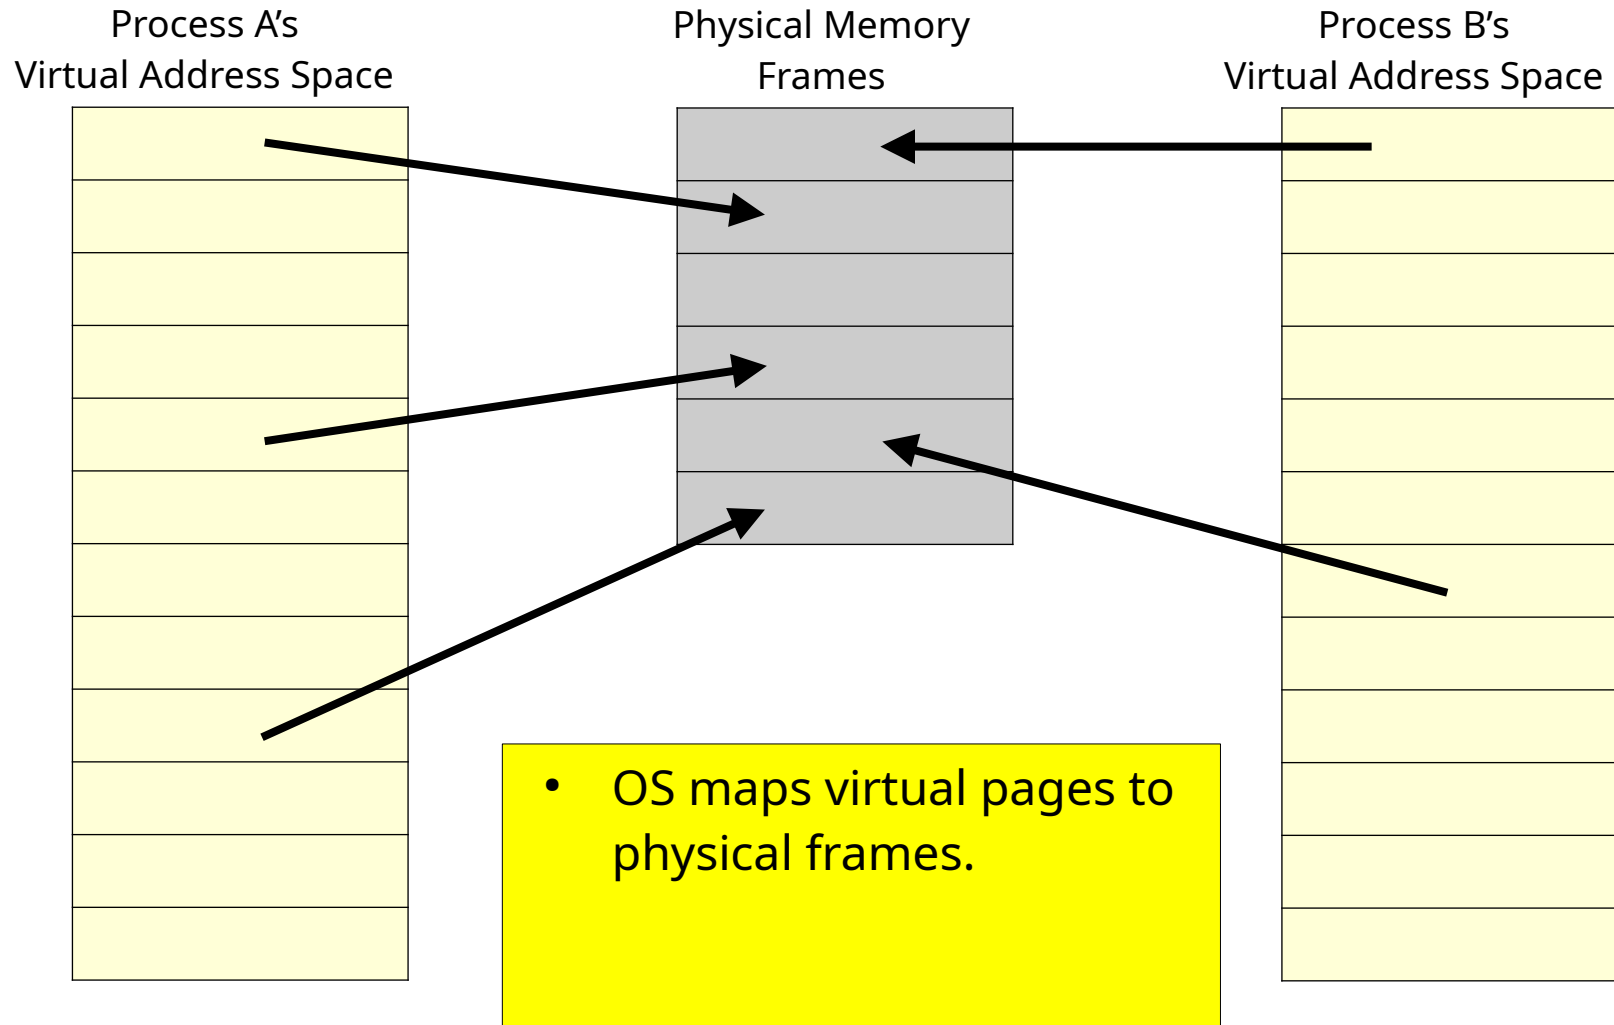 Process A’s
Virtual Address Space
Physical Memory
Frames
Process B’s
Virtual Address Space
• OS maps virtual pages to
physical frames.